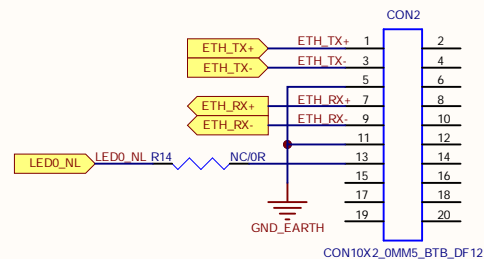 CON2
ETH_TX+ ETH_TX+ 1 2
ETH_TX- ETH_TX- 3 4
5 6
ETH_RX+ ETH_RX+ 7 8
ETH_RX- ETH_RX- 9 10
11 12
LED0_NL LED0_NL R14 NC/0R 13 14
15 16
17 18
19 20
GND_EARTH
CON10X2_0MM5_BTB_DF12